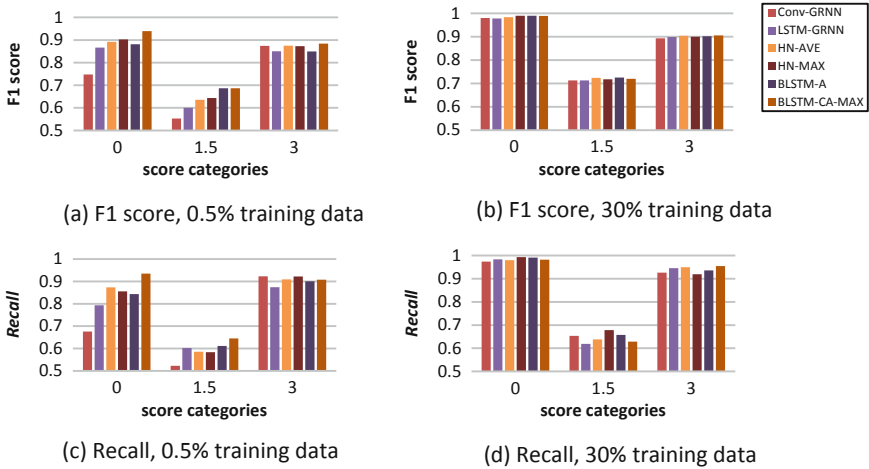 1
0.9
0.8
0.7
0.6
0.5
F1 score
0 1.5 3
score categories
(a) F1 score, 0.5% training data
1
0.9
0.8
0.7
0.6
0.5
F1 score
0 1.5 3
score categories
(b) F1 score, 30% training data
Conv-GRNN
LSTM-GRNN
HN-AVE
HN-MAX
BLSTM-A
BLSTM-CA-MAX
1
0.9
0.8
0.7
0.6
0.5
Recall
0 1.5 3
score categories
(c) Recall, 0.5% training data
1
0.9
0.8
0.7
0.6
0.5
Recall
0 1.5 3
score categories
(d) Recall, 30% training data